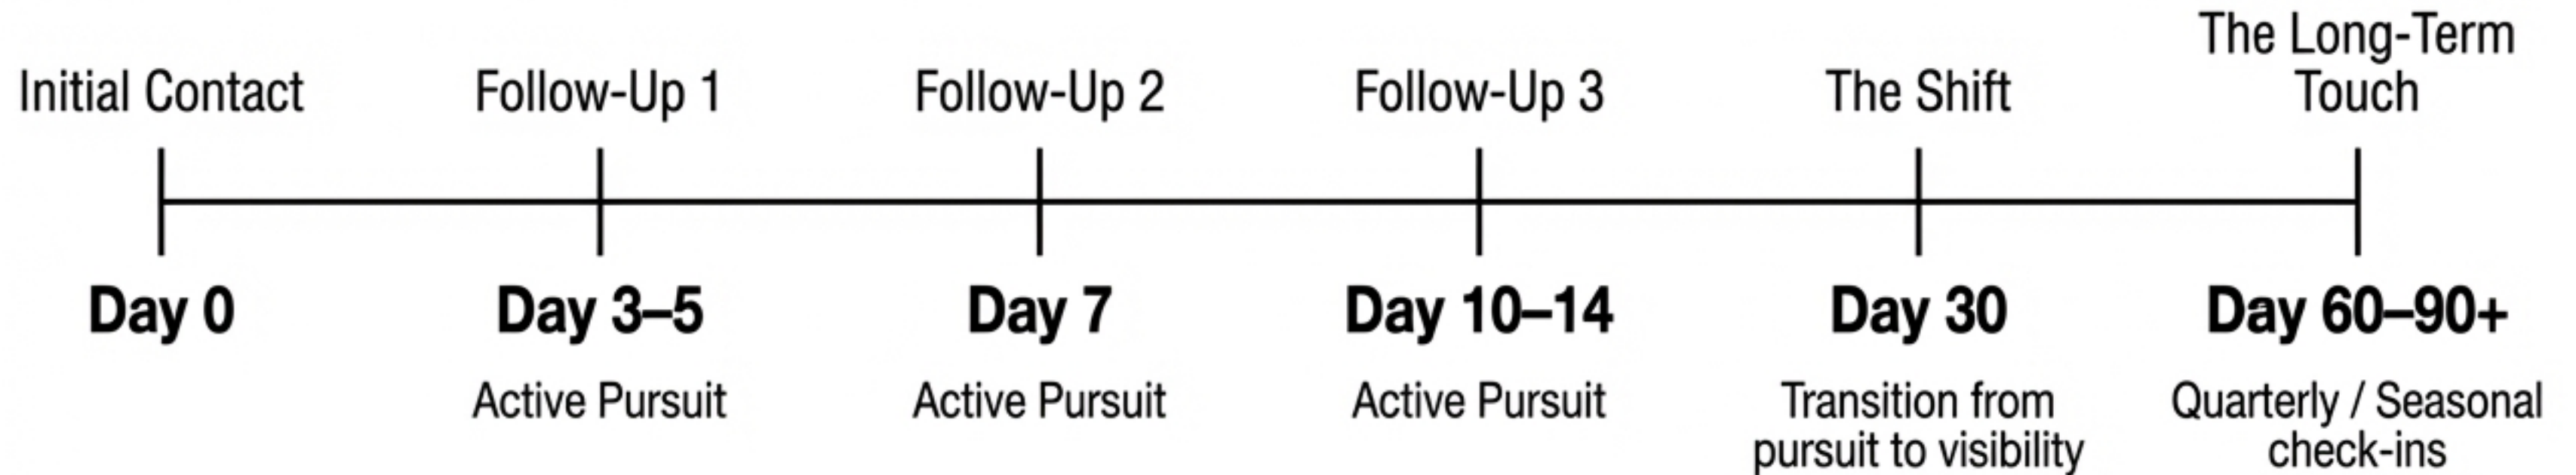 Initial Contact
Day 0
Follow-Up 1
Day 3–5
Active Pursuit
Follow-Up 2
Day 7
Active Pursuit
Follow-Up 3
Day 10–14
Active Pursuit
The Shift
Day 30
Transition from
pursuit to visibility
The Long-Term
Touch
Day 60–90+
Quarterly / Seasonal
check-ins